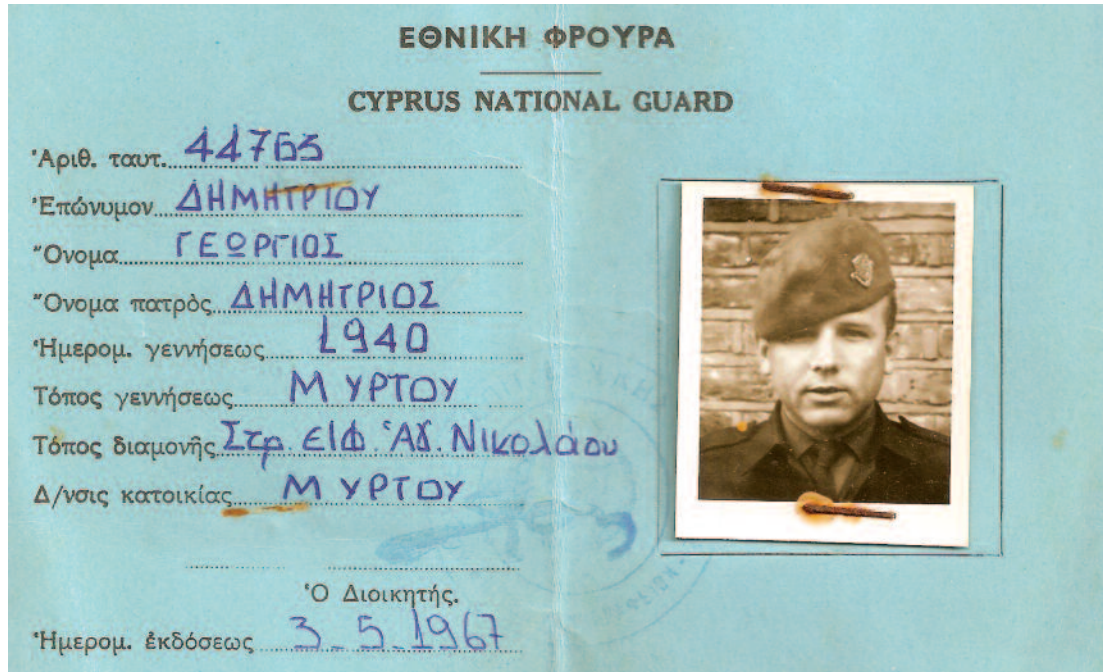 ΕΘΝΙΚΗ ΦΡΟΥΡΑ
CYPRUS NATIONAL GUARD
Ἀριθ. ταυτ. 44763
Ἐπώνυμον ΔΗΜΗΤΡΙΟΥ
Ὄνομα ΓΕΩΡΓΙΟΣ
Ὄνομα πατρὸς ΔΗΜΗΤΡΙΟΣ
Ἡμερομ. γεννήσεως 1940
Τόπος γεννήσεως ΜΥΡΤΟΥ
Τόπος διαμονῆς Στρ. ΕΙΦ. Ἁγ. Νικολάου
Δ/νσις κατοικίας ΜΥΡΤΟΥ
Ὁ Διοικητής.
Ἡμερομ. ἐκδόσεως 3-5-1967